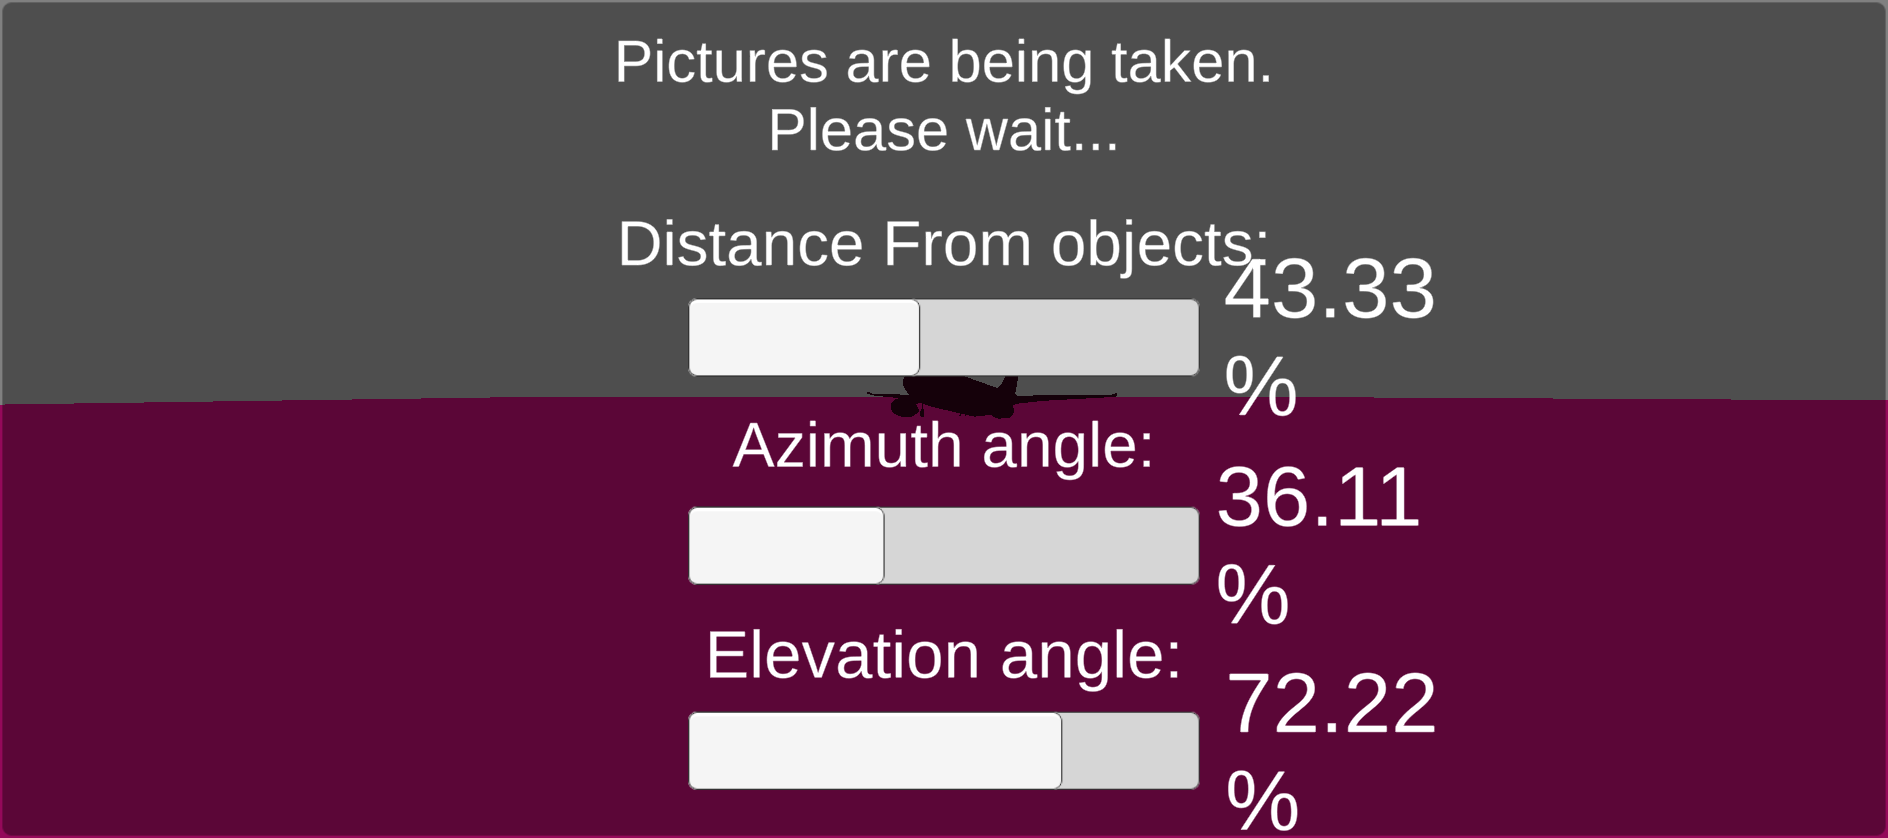 Pictures are being taken.
Please wait...
Distance From objects:
43.33
%
Azimuth angle:
36.11
%
Elevation angle:
72.22
%